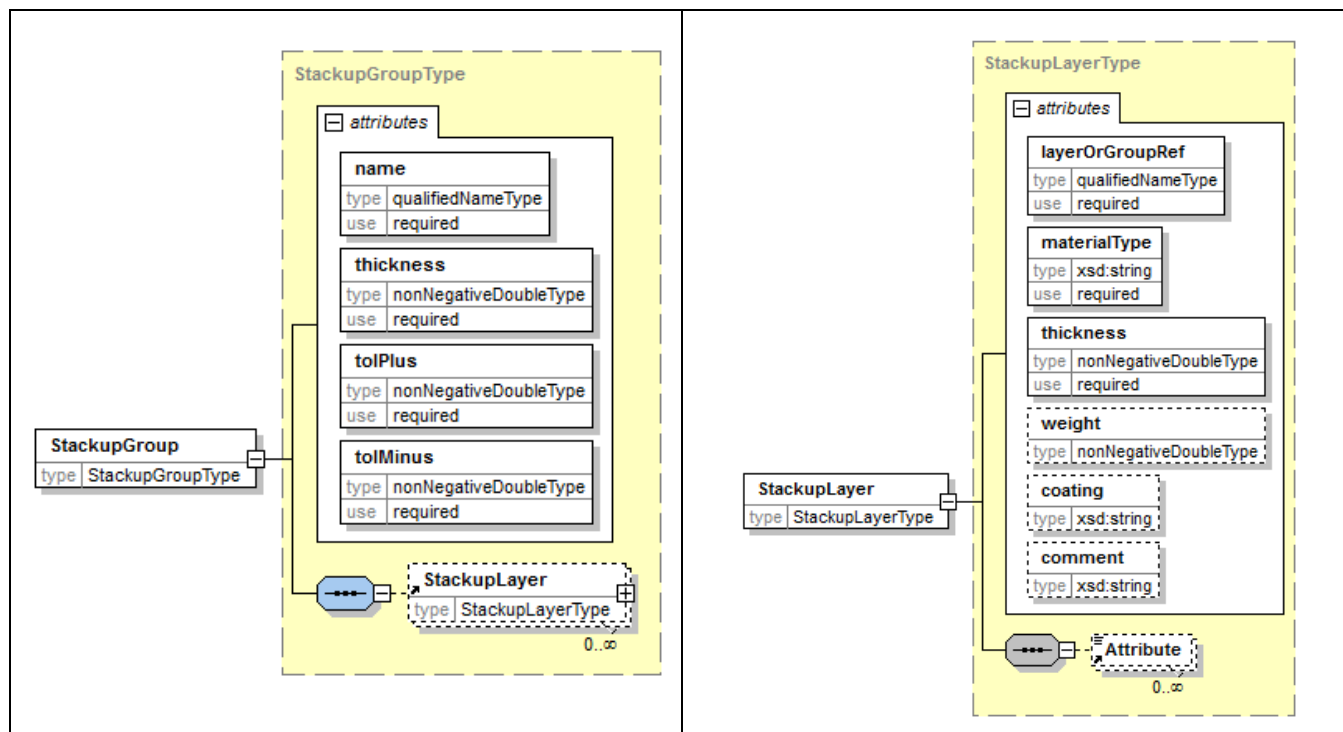 StackupGroupType
attributes
name
type qualifiedNameType
use required
thickness
type nonNegativeDoubleType
use required
tolPlus
type nonNegativeDoubleType
use required
tolMinus
type nonNegativeDoubleType
use required
StackupGroup
type StackupGroupType
StackupLayer
type StackupLayerType
0..∞
StackupLayerType
attributes
layerOrGroupRef
type qualifiedNameType
use required
materialType
type xsd:string
use required
thickness
type nonNegativeDoubleType
use required
weight
type nonNegativeDoubleType
coating
type xsd:string
comment
type xsd:string
StackupLayer
type StackupLayerType
Attribute
0..∞